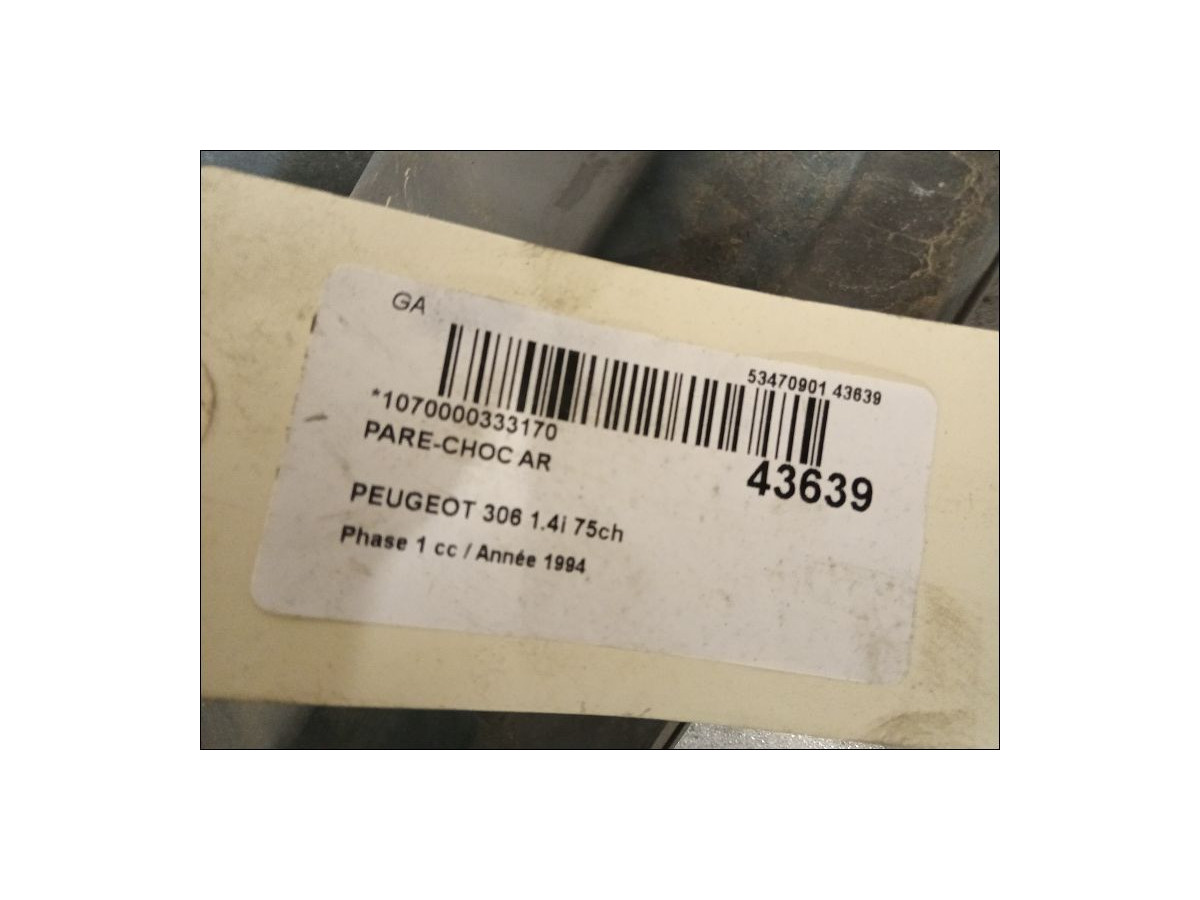 GA
53470901 43639
*1070000333170
PARE-CHOC AR
43639
PEUGEOT 306 1.4i 75ch
Phase 1 cc / Année 1994